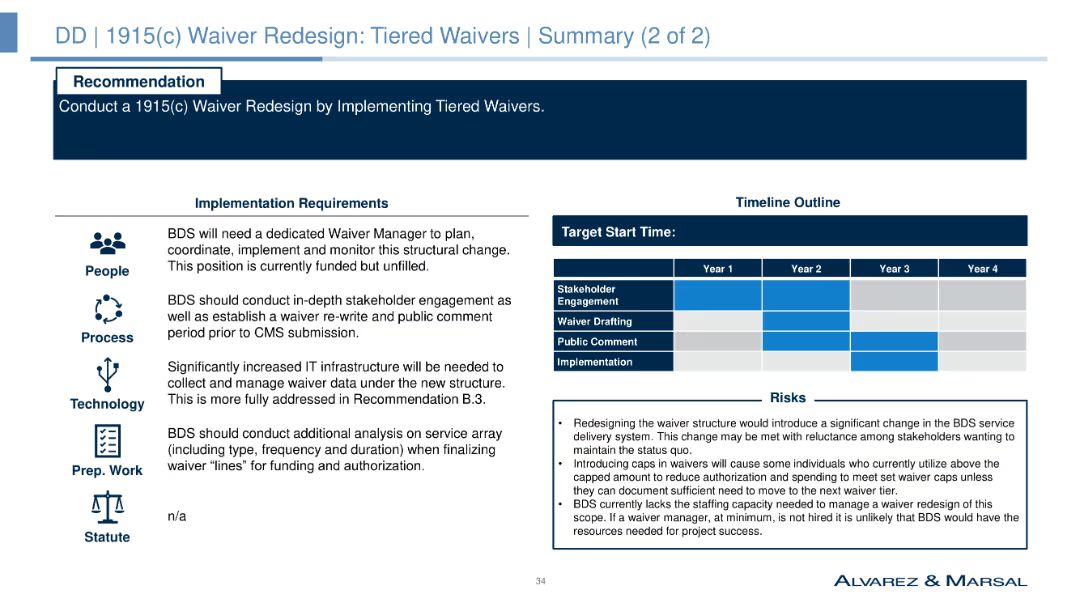 DD | 1915(c) Waiver Redesign: Tiered Waivers | Summary (2 of 2)
Recommendation
Conduct a 1915(c) Waiver Redesign by Implementing Tiered Waivers.
Implementation Requirements
People
BDS will need a dedicated Waiver Manager to plan,
coordinate, implement and monitor this structural change.
This position is currently funded but unfilled.
Process
BDS should conduct in-depth stakeholder engagement as
well as establish a waiver re-write and public comment
period prior to CMS submission.
Technology
Significantly increased IT infrastructure will be needed to
collect and manage waiver data under the new structure.
This is more fully addressed in Recommendation B.3.
Prep. Work
BDS should conduct additional analysis on service array
(including type, frequency and duration) when finalizing
waiver “lines” for funding and authorization.
Statute
n/a
Timeline Outline
Target Start Time:
Year 1 Year 2 Year 3 Year 4
Stakeholder
Engagement
Waiver Drafting
Public Comment
Implementation
Risks
• Redesigning the waiver structure would introduce a significant change in the BDS service
delivery system. This change may be met with reluctance among stakeholders wanting to
maintain the status quo.
• Introducing caps in waivers will cause some individuals who currently utilize above the
capped amount to reduce authorization and spending to meet set waiver caps unless
they can document sufficient need to move to the next waiver tier.
• BDS currently lacks the staffing capacity needed to manage a waiver redesign of this
scope. If a waiver manager, at minimum, is not hired it is unlikely that BDS would have the
resources needed for project success.
34
ALVAREZ & MARSAL